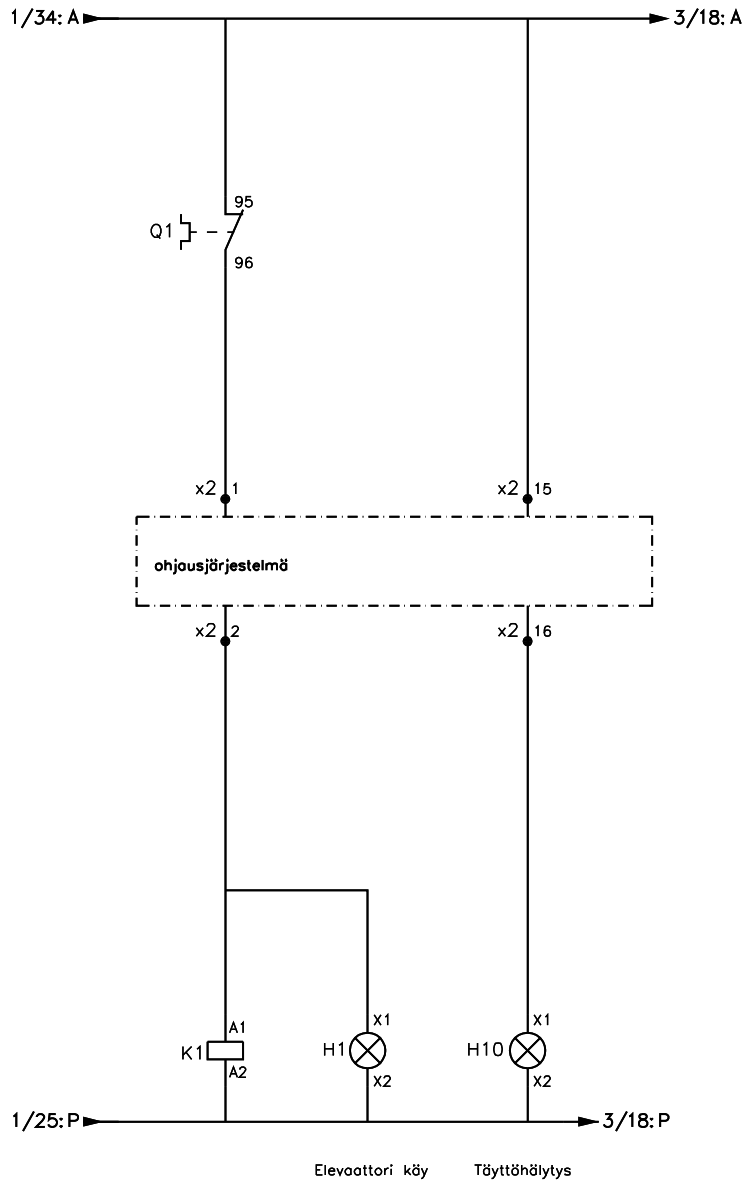 1/34: A
3/18: A
95
Q1
96
x2 1
x2 15
ohjausjärjestelmä
x2 2
x2 16
A1
X1
X1
K1
H1
H10
A2
X2
X2
1/25: P
3/18: P
Elevaattori käy
Täyttöhälytys